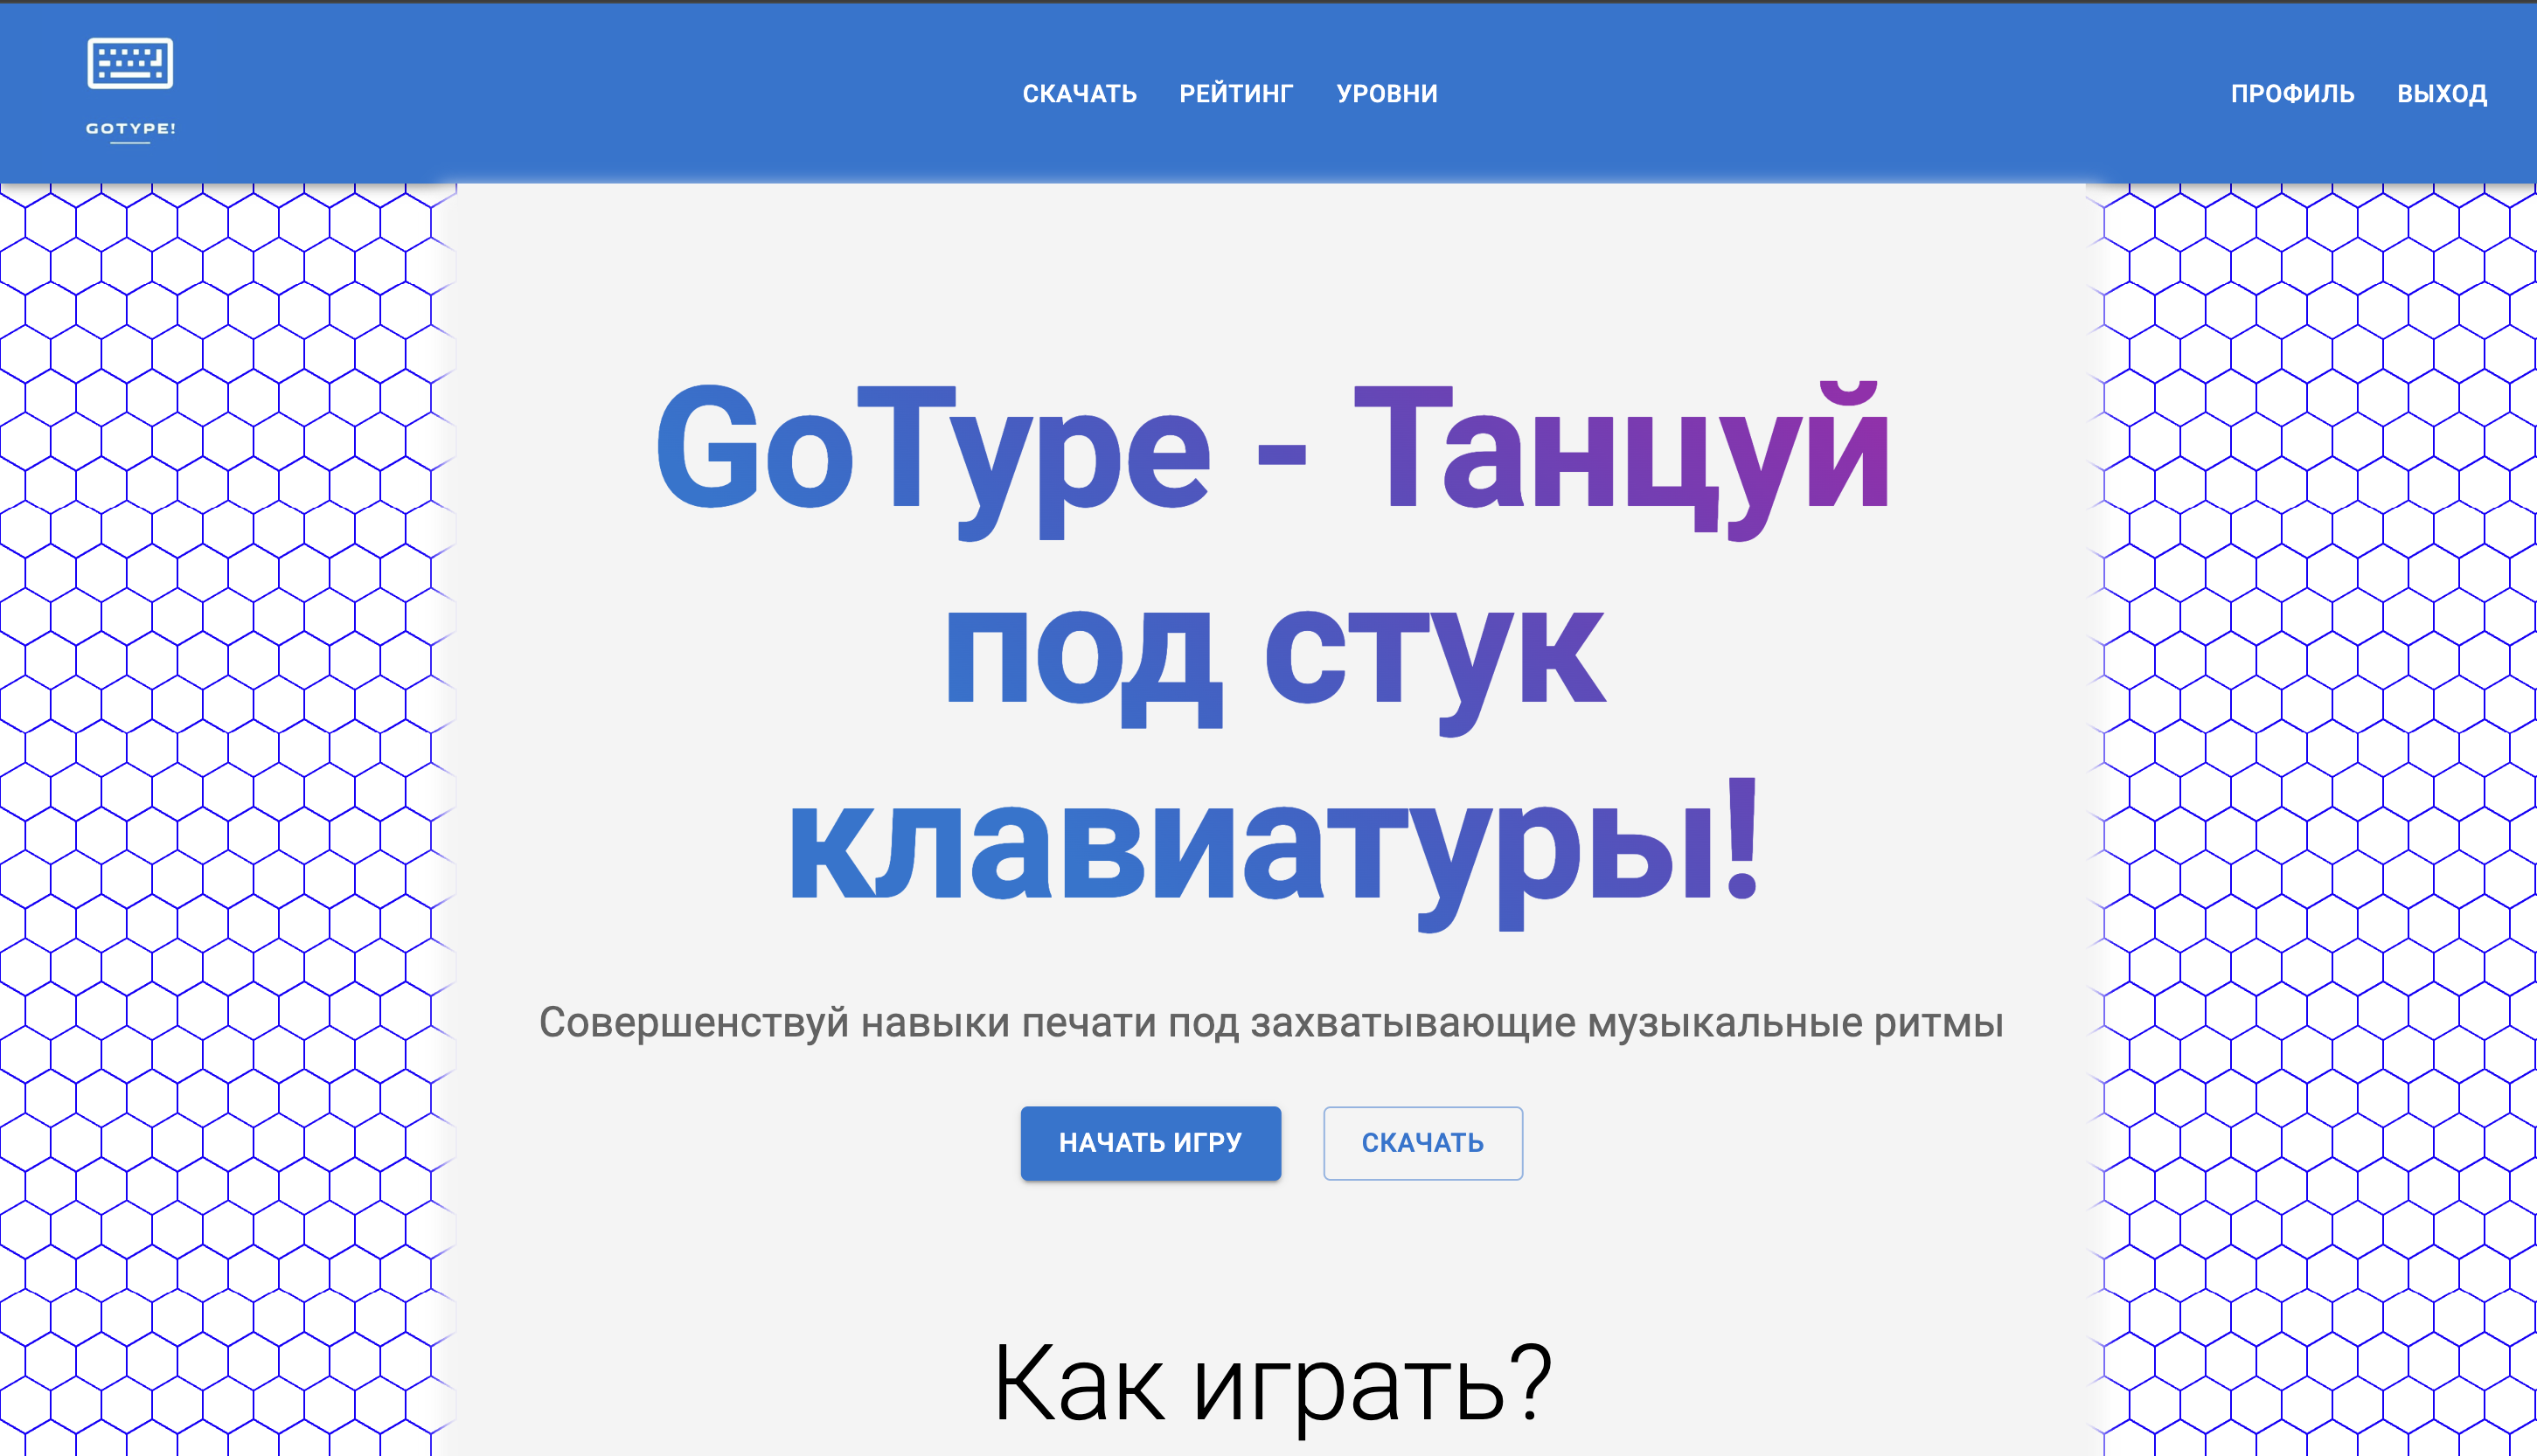 GOTYPE!
СКАЧАТЬ РЕЙТИНГ УРОВНИ
ПРОФИЛЬ ВЫХОД
GoType - Танцуй
под стук
клавиатуры!
Совершенствуй навыки печати под захватывающие музыкальные ритмы
НАЧАТЬ ИГРУ СКАЧАТЬ
Как играть?